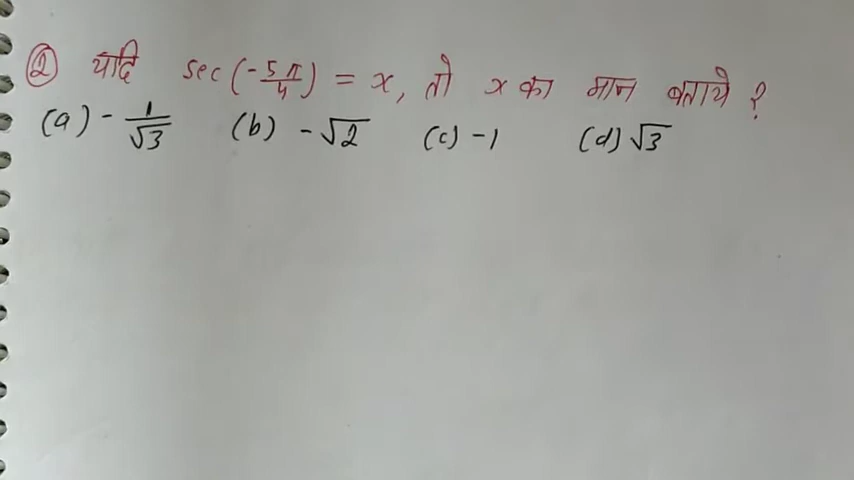 ② यदि sec(-5π/4) = x, तो x का मान बताये ?
(a) - 1/√3 (b) - √2 (c) -1 (d) √3